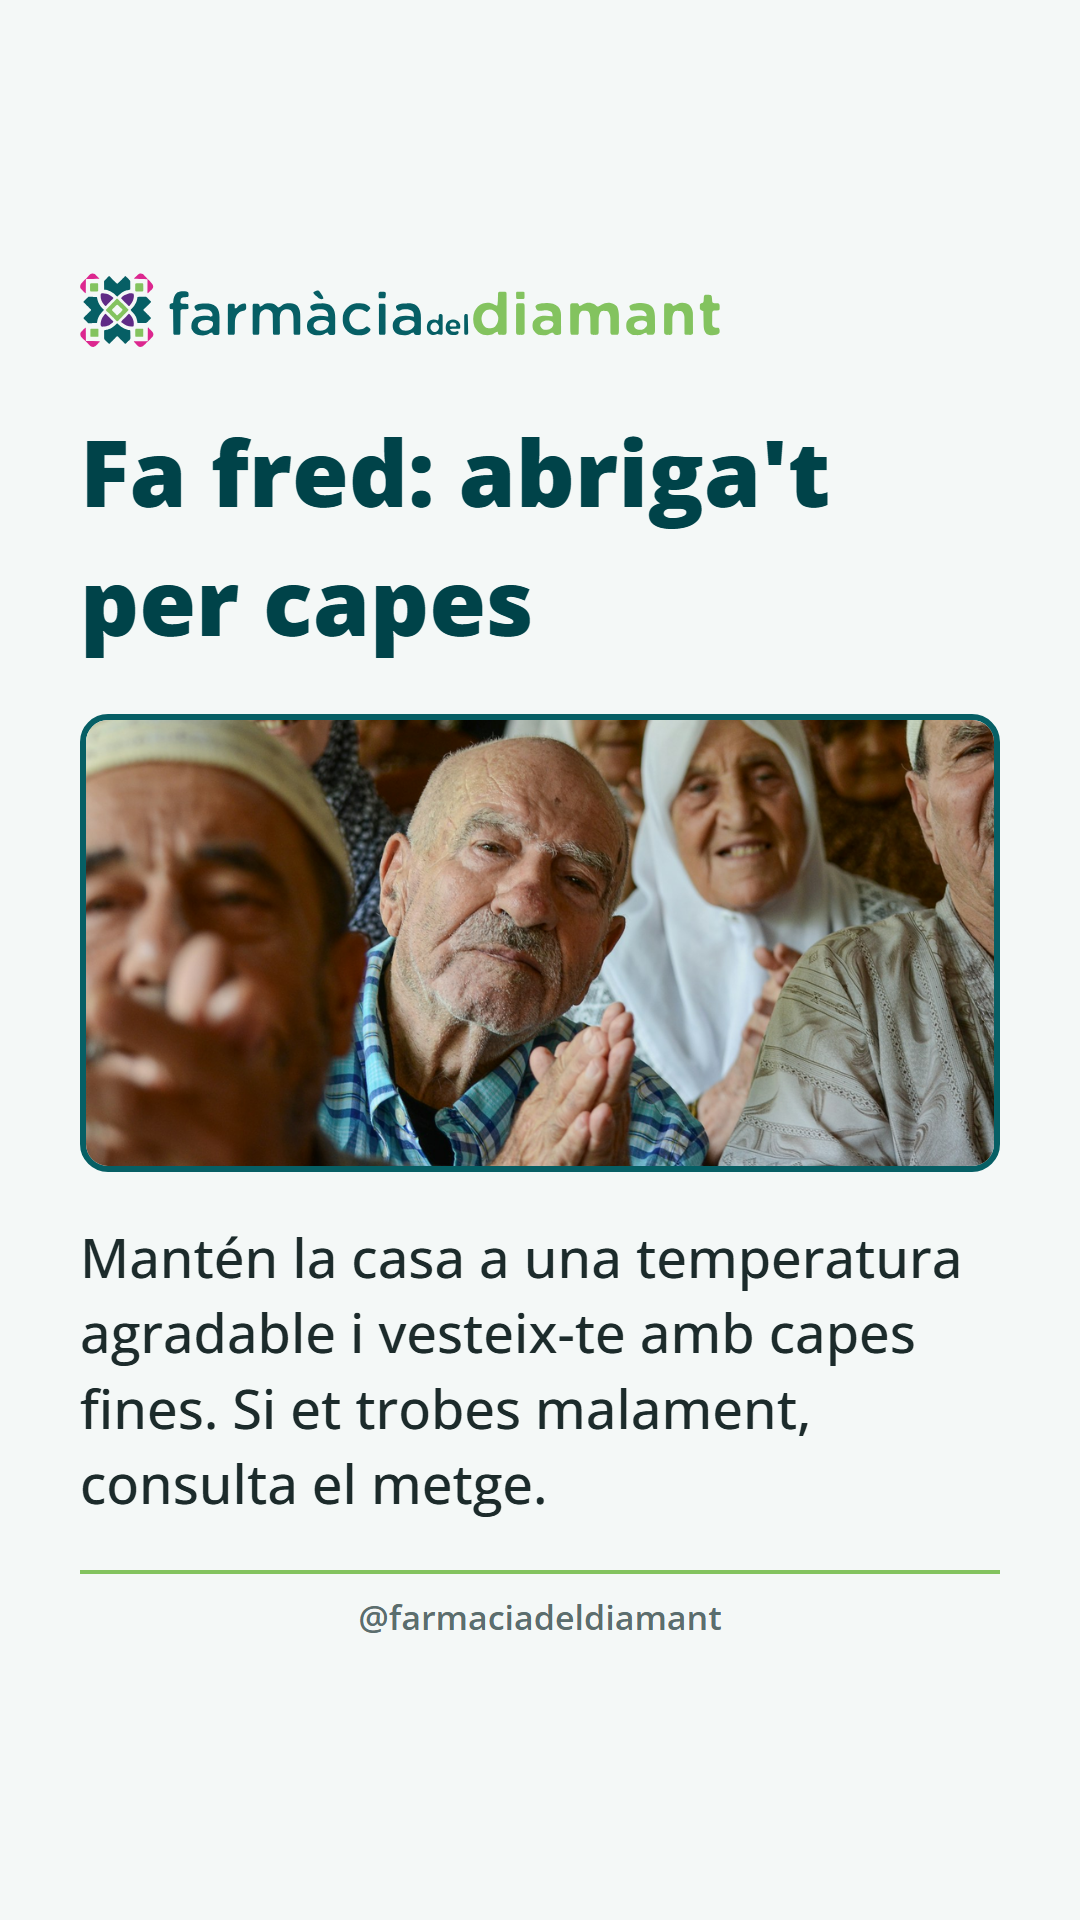 farmàciadeldiamant
Fa fred: abriga't
per capes
Mantén la casa a una temperatura
agradable i vesteix-te amb capes
fines. Si et trobes malament,
consulta el metge.
@farmaciadeldiamant